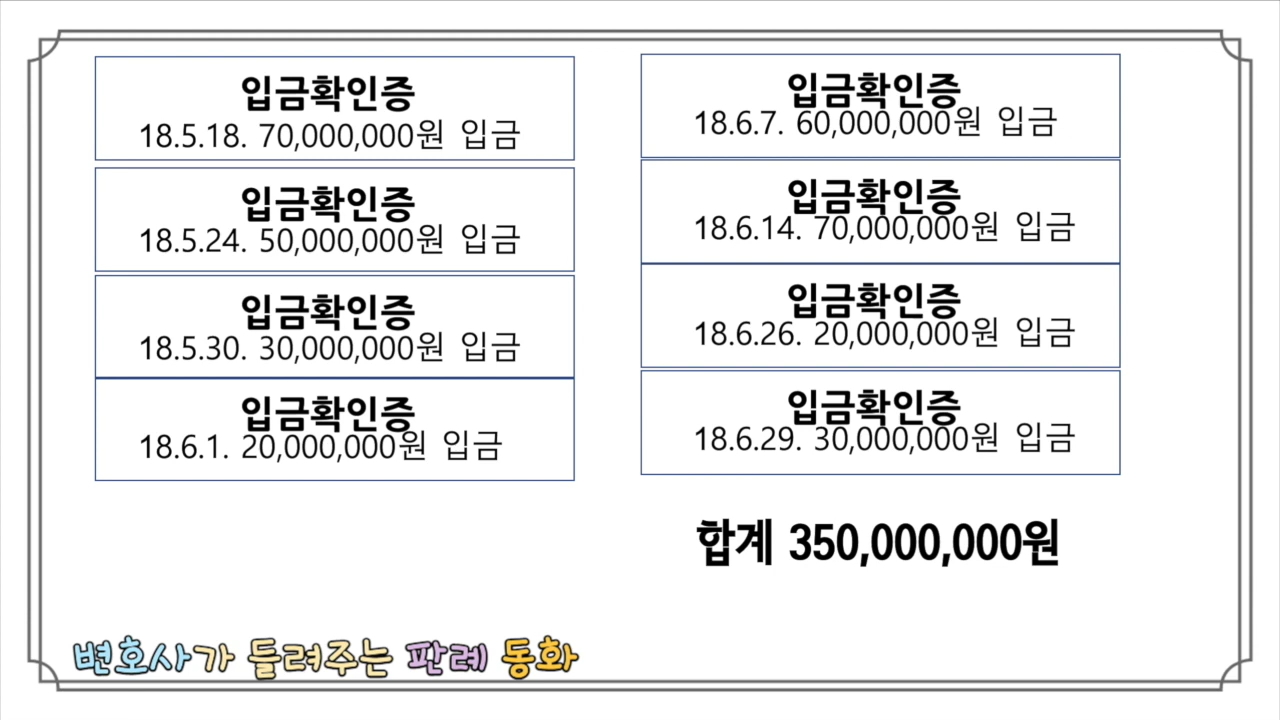 입금확인증
18.5.18. 70,000,000원 입금
입금확인증
18.5.24. 50,000,000원 입금
입금확인증
18.5.30. 30,000,000원 입금
입금확인증
18.6.1. 20,000,000원 입금
입금확인증
18.6.7. 60,000,000원 입금
입금확인증
18.6.14. 70,000,000원 입금
입금확인증
18.6.26. 20,000,000원 입금
입금확인증
18.6.29. 30,000,000원 입금
합계 350,000,000원
변호사가 들려주는 판례 동화